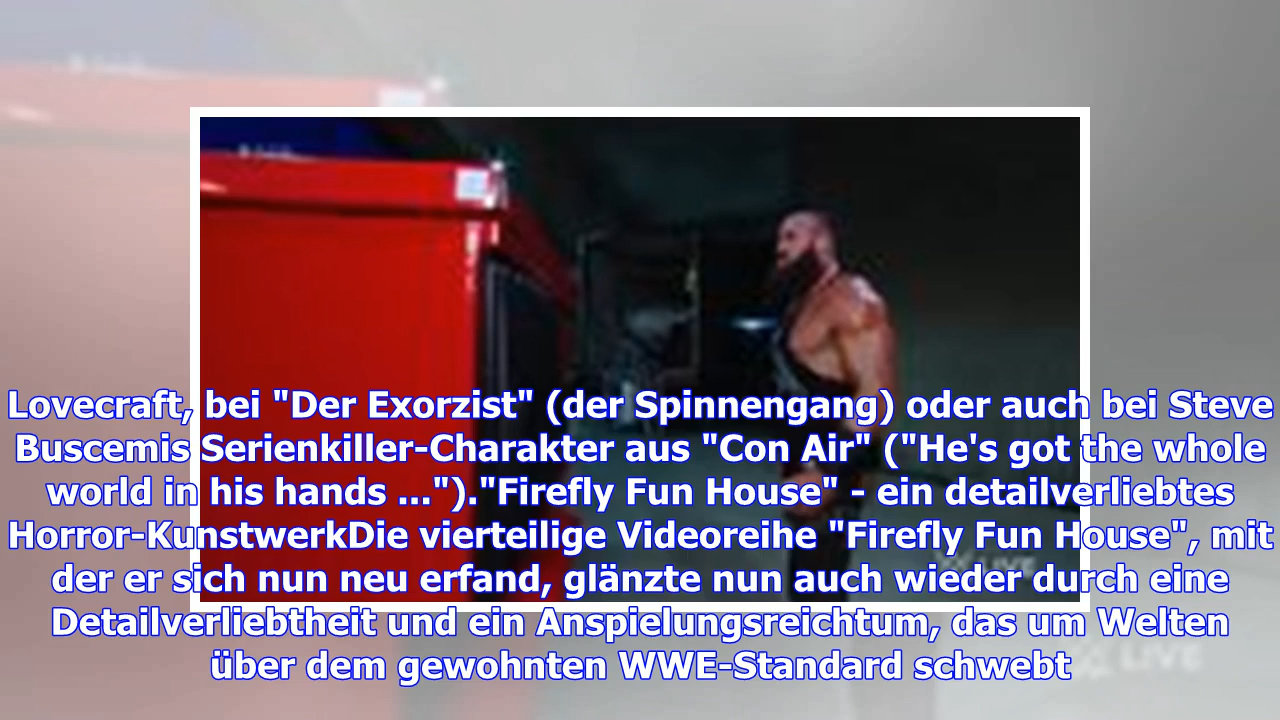 Lovecraft, bei "Der Exorzist" (der Spinnengang) oder auch bei Steve
Buscemis Serienkiller-Charakter aus "Con Air" ("He's got the whole
world in his hands ...")."Firefly Fun House" - ein detailverliebtes
Horror-KunstwerkDie vierteilige Videoreihe "Firefly Fun House", mit
der er sich nun neu erfand, glänzte nun auch wieder durch eine
Detailverliebtheit und ein Anspielungsreichtum, das um Welten
über dem gewohnten WWE-Standard schwebt
LIVE
LIVE